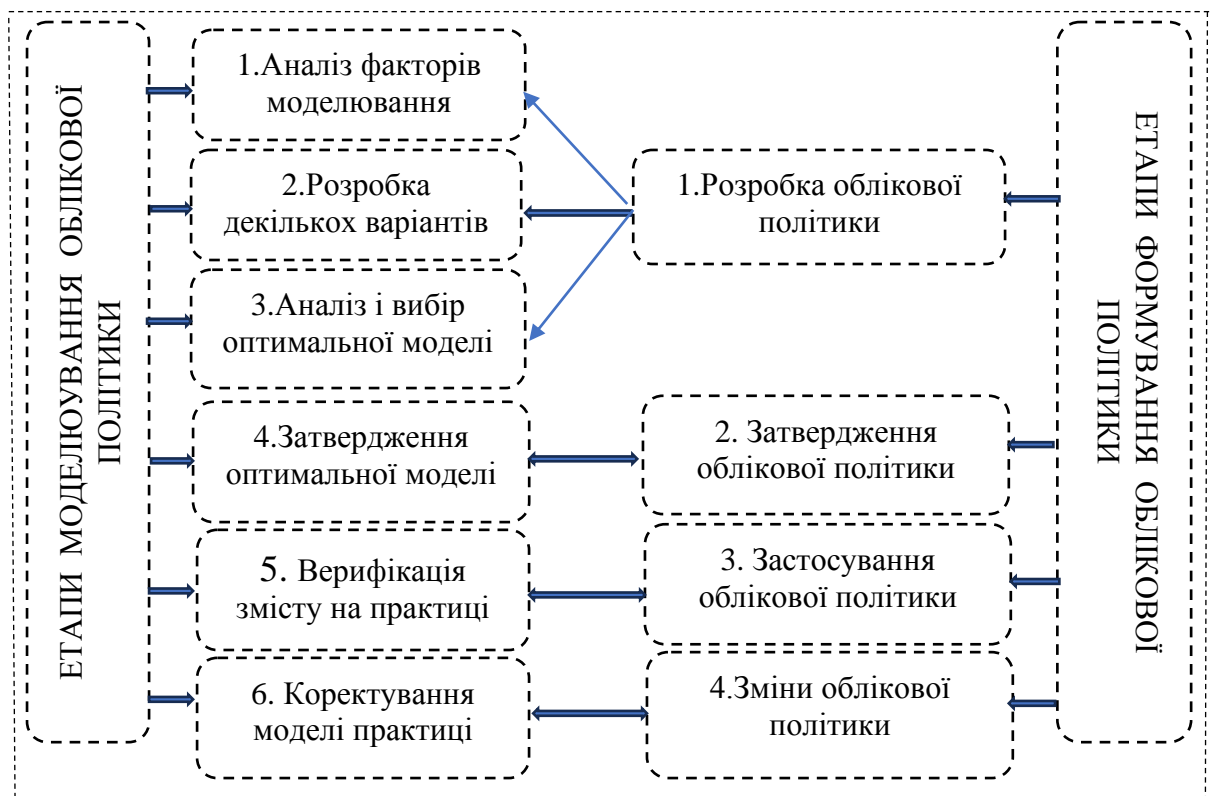 ЕТАПИ МОДЕЛЮУВАННЯ ОБЛІКОВОЇ
ПОЛІТИКИ
1.Аналіз факторів
моделювання
2.Розробка
декількох варіантів
3.Аналіз і вибір
оптимальної моделі
4.Затвердження
оптимальної моделі
5. Верифікація
змісту на практиці
6. Коректування
моделі практиці
1.Розробка облікової
політики
2. Затвердження
облікової політики
3. Застосування
облікової політики
4.Зміни облікової
політики
ЕТАПИ ФОРМУВАННЯ ОБЛІКОВОЇ
ПОЛІТИКИ